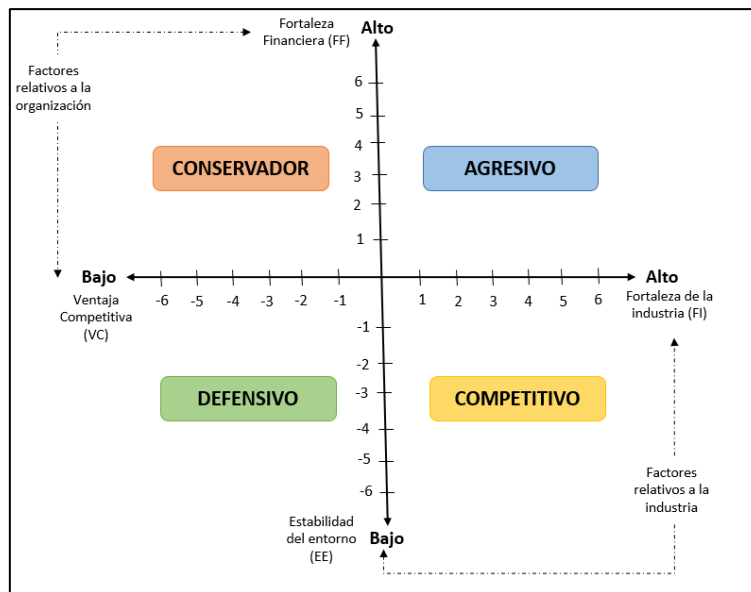 Fortaleza
Financiera (FF)
Alto
Factores
relativos a la
organización
6
5
4
3
2
1
CONSERVADOR
AGRESIVO
Bajo
Alto
Ventaja
Competitiva
(VC)
-6 -5 -4 -3 -2 -1
1 2 3 4 5 6
Fortaleza de la
industria (FI)
-1
-2
-3
-4
-5
-6
DEFENSIVO
COMPETITIVO
Factores
relativos a la
industria
Estabilidad
del entorno
(EE)
Bajo